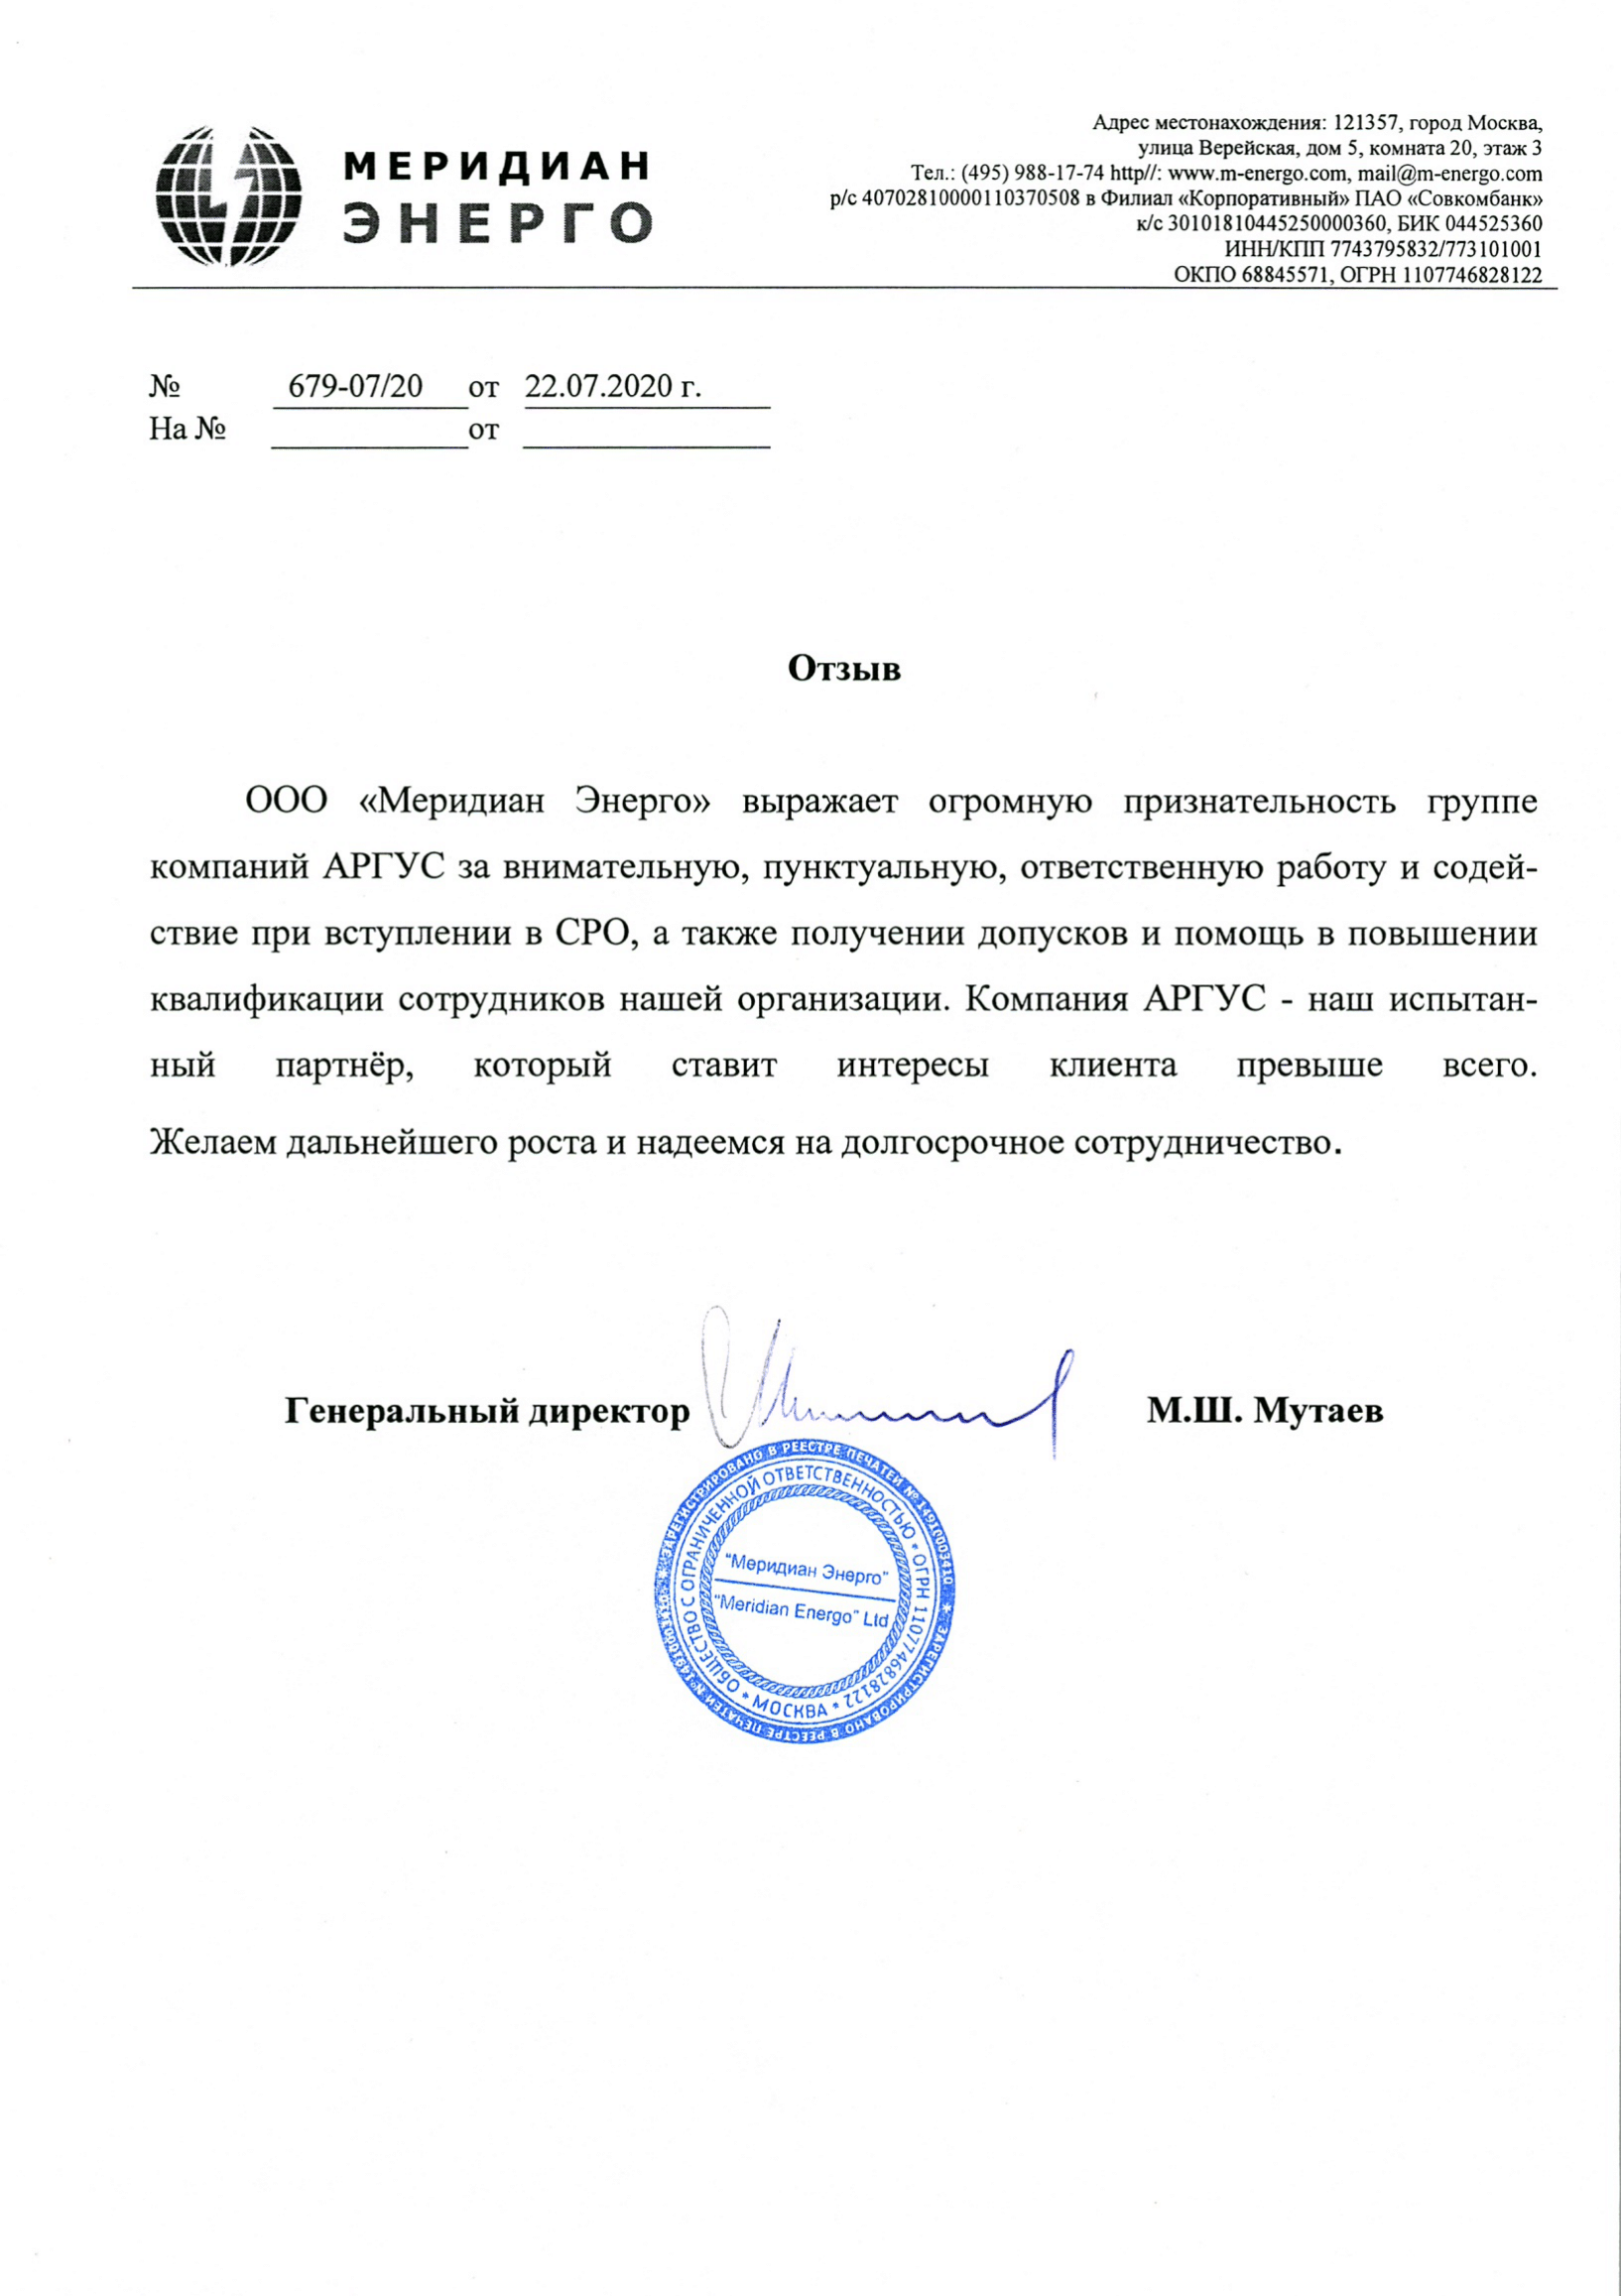 МЕРИДИАН
ЭНЕРГО
Адрес местонахождения: 121357, город Москва,
улица Верейская, дом 5, комната 20, этаж 3
Тел.: (495) 988-17-74 http//: www.m-energo.com, mail@m-energo.com
р/с 40702810000110370508 в Филиал «Корпоративный» ПАО «Совкомбанк»
к/с 30101810445250000360, БИК 044525360
ИНН/КПП 7743795832/773101001
ОКПО 68845571, ОГРН 1107746828122
№ 679-07/20 от 22.07.2020 г.
На № от
Отзыв
ООО «Меридиан Энерго» выражает огромную признательность группе
компаний АРГУС за внимательную, пунктуальную, ответственную работу и содей-
ствие при вступлении в СРО, а также получении допусков и помощь в повышении
квалификации сотрудников нашей организации. Компания АРГУС - наш испытан-
ный партнёр, который ставит интересы клиента превыше всего.
Желаем дальнейшего роста и надеемся на долгосрочное сотрудничество.
Генеральный директор М.Ш. Мутаев
ЗАРЕГИСТРИРОВАНО В РЕЕСТРЕ ПЕЧАТЕЙ № 1491003410 * ЗАРЕГИСТРИРОВАНО В РЕЕСТРЕ ПЕЧАТЕЙ
ОБЩЕСТВО С ОГРАНИЧЕННОЙ ОТВЕТСТВЕННОСТЬЮ * ОГРН 1107746828122 * МОСКВА *
"Меридиан Энерго"
"Meridian Energo" Ltd